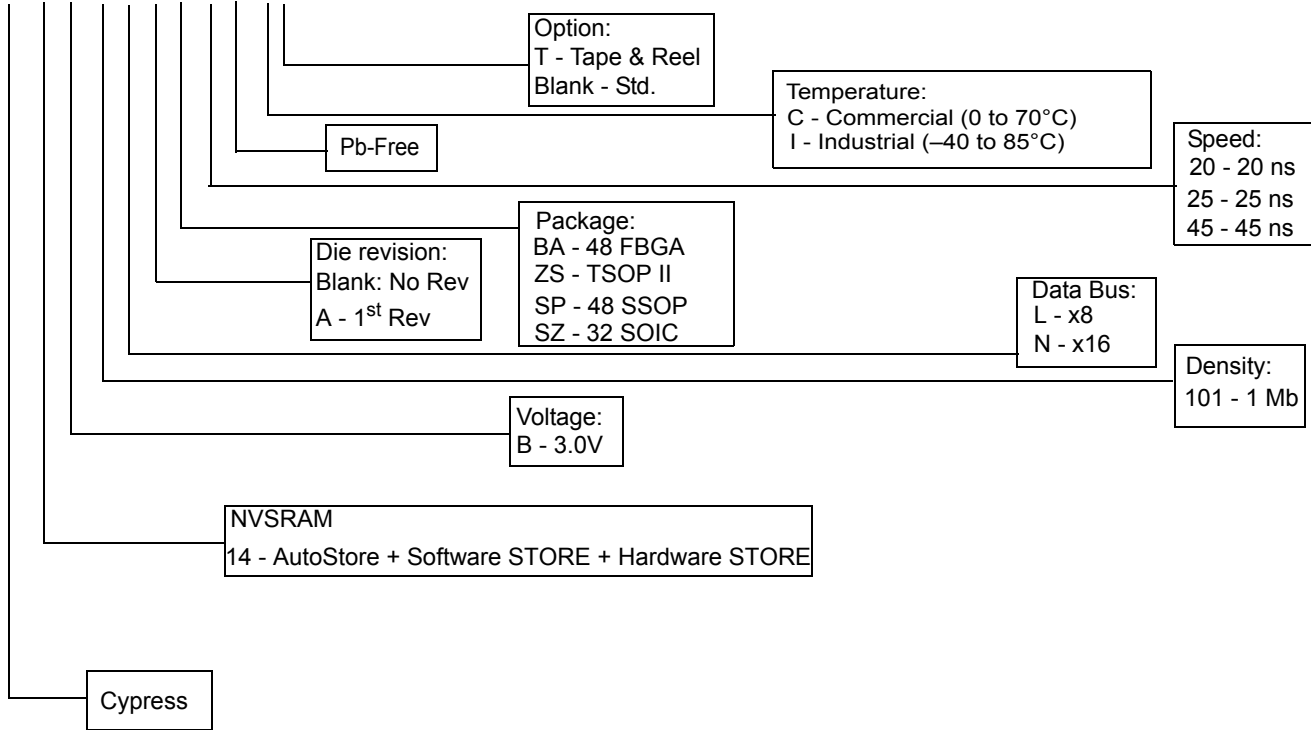 Option:
T - Tape & Reel
Blank - Std.
Temperature:
C - Commercial (0 to 70°C)
I - Industrial (–40 to 85°C)
Pb-Free
Speed:
20 - 20 ns
25 - 25 ns
45 - 45 ns
Package:
BA - 48 FBGA
ZS - TSOP II
SP - 48 SSOP
SZ - 32 SOIC
Die revision:
Blank: No Rev
A - 1st Rev
Data Bus:
L - x8
N - x16
Density:
101 - 1 Mb
Voltage:
B - 3.0V
NVSRAM
14 - AutoStore + Software STORE + Hardware STORE
Cypress